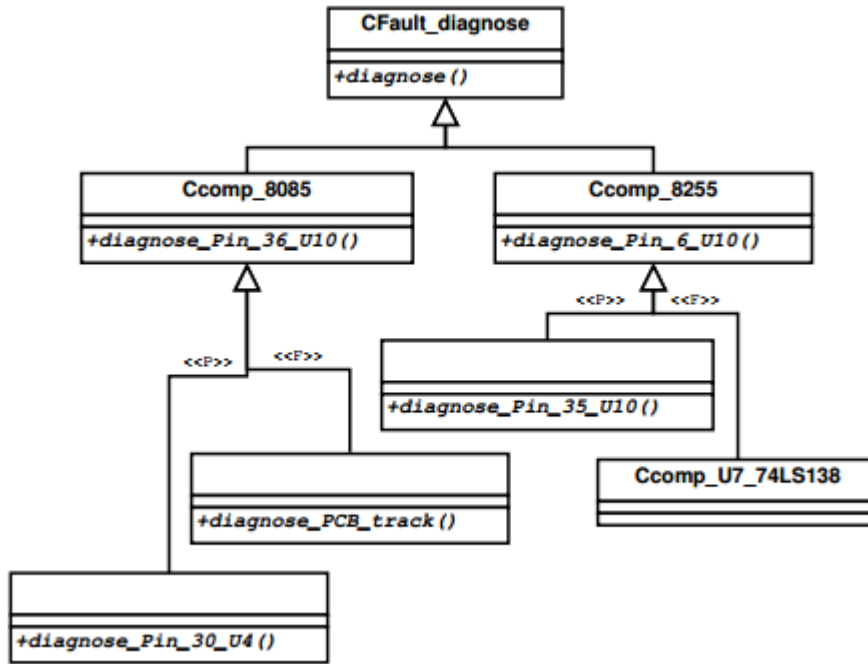 CFault_diagnose
+diagnose()
Ccomp_8085
+diagnose_Pin_36_U10()
Ccomp_8255
+diagnose_Pin_6_U10()
<<P>>
<<F>>
<<P>>
<<F>>
+diagnose_Pin_35_U10()
+diagnose_PCB_track()
Ccomp_U7_74LS138
+diagnose_Pin_30_U4()